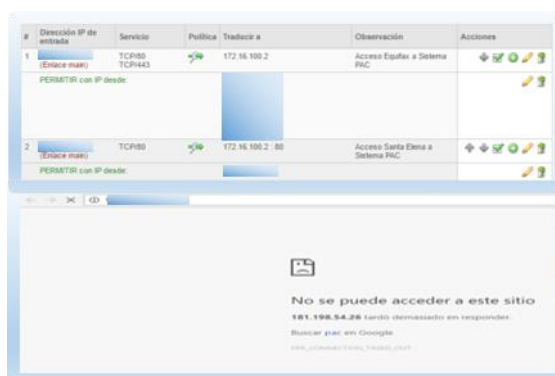 # Dirección IP de entrada Servicio Política Traducir a Observación Acciones
1 (Enlace main) TCP/80 TCP/443 172.16.100.2 Acceso Equifax a Sistema PAC
PERMITIR con IP desde:
2 (Enlace main) TCP/80 172.16.100.2 : 80 Acceso Santa Elena a Sistema PAC
PERMITIR con IP desde:
No se puede acceder a este sitio
181.198.54.26 tardó demasiado en responder.
Buscar pac en Google
ERR_CONNECTION_TIMED_OUT